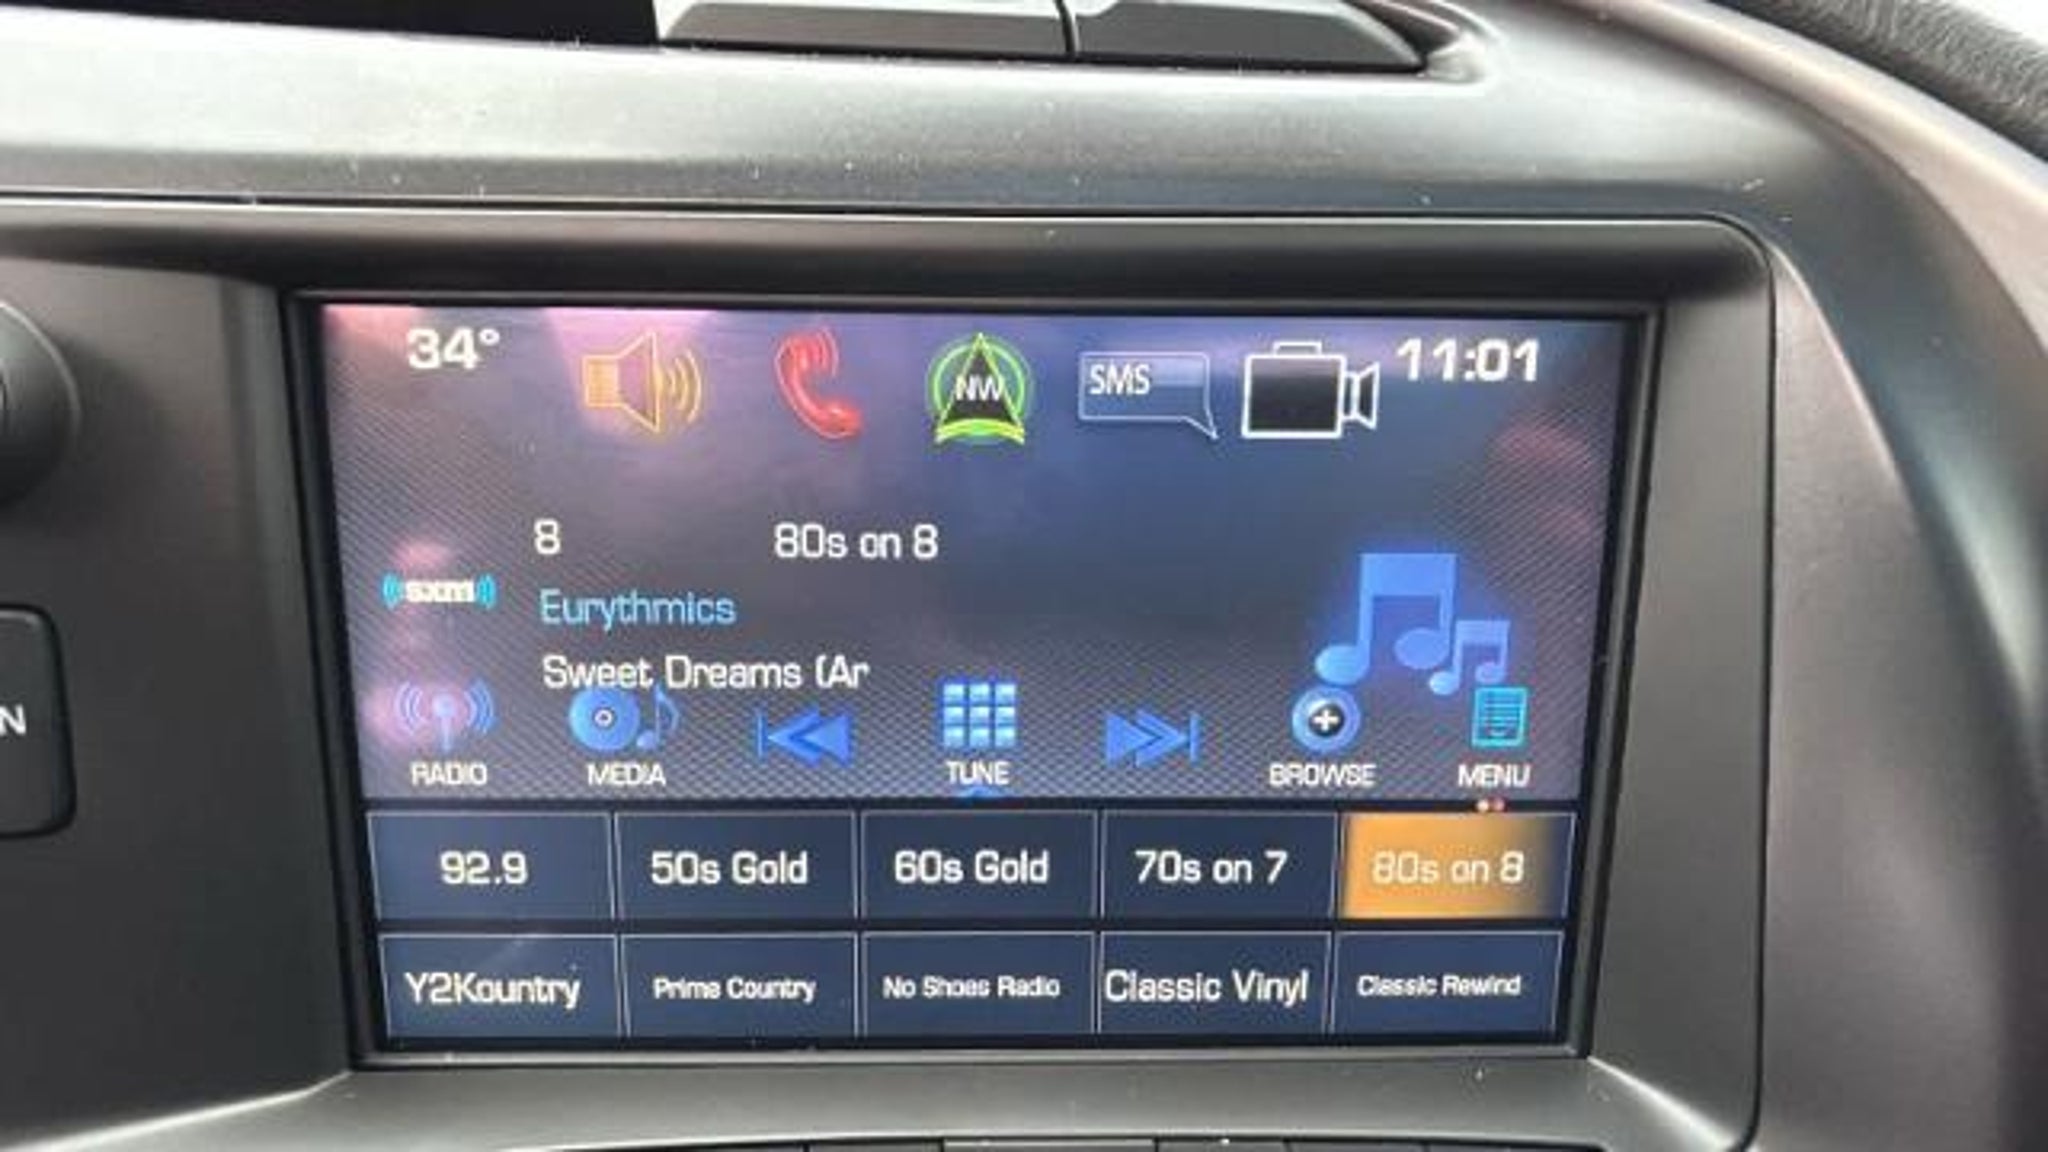 34° NW SMS 11:01
8 80s on 8
sxm
Eurythmics
Sweet Dreams (Ar
RADIO MEDIA TUNE BROWSE MENU
92.9 50s Gold 60s Gold 70s on 7 80s on 8
Y2Kountry Prime Country No Shoes Radio Classic Vinyl Classic Rewind
N